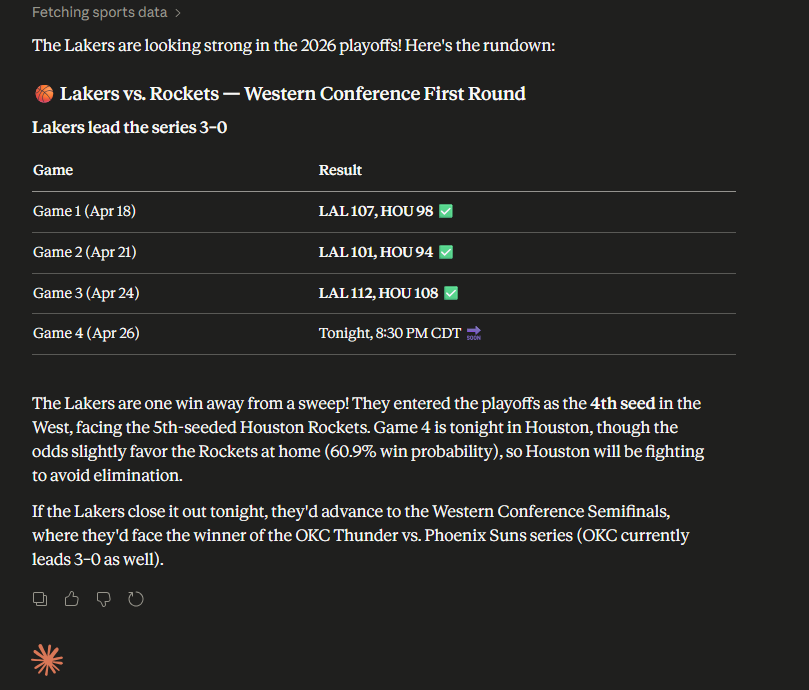 Fetching sports data >
The Lakers are looking strong in the 2026 playoffs! Here's the rundown:
🏀 Lakers vs. Rockets — Western Conference First Round
Lakers lead the series 3-0
Game Result
Game 1 (Apr 18) LAL 107, HOU 98 ✅
Game 2 (Apr 21) LAL 101, HOU 94 ✅
Game 3 (Apr 24) LAL 112, HOU 108 ✅
Game 4 (Apr 26) Tonight, 8:30 PM CDT 🔜
The Lakers are one win away from a sweep! They entered the playoffs as the 4th seed in the
West, facing the 5th-seeded Houston Rockets. Game 4 is tonight in Houston, though the
odds slightly favor the Rockets at home (60.9% win probability), so Houston will be fighting
to avoid elimination.
If the Lakers close it out tonight, they'd advance to the Western Conference Semifinals,
where they'd face the winner of the OKC Thunder vs. Phoenix Suns series (OKC currently
leads 3-0 as well).